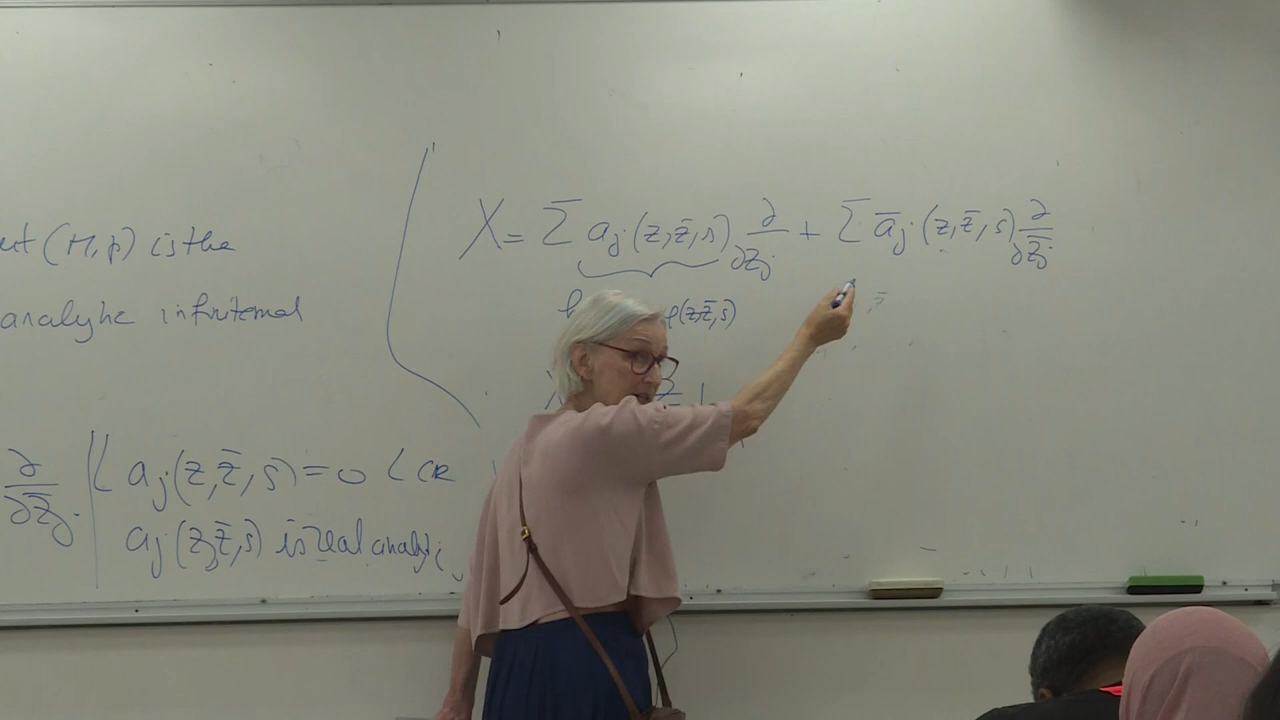 (M,p) is the
analytic infinitesimal
X = Σ a_j (z, z̄, s) ∂/∂z_j + Σ ā_j (z, z̄, s) ∂/∂z̄_j
(z, z̄, s)
∂/∂z̄_j
L a_j (z, z̄, s) = 0 L CR
a_j (z, z̄, s) is real analytic